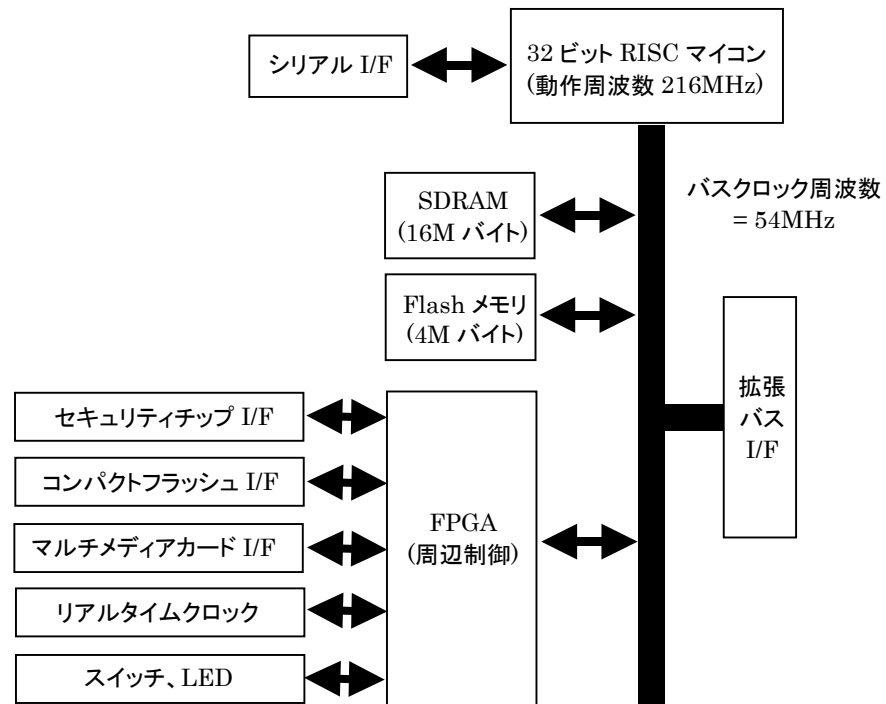 シリアル I/F
32 ビット RISC マイコン
(動作周波数 216MHz)
SDRAM
(16M バイト)
バスクロック周波数
= 54MHz
Flash メモリ
(4M バイト)
拡張
バス
I/F
セキュリティチップ I/F
コンパクトフラッシュ I/F
マルチメディアカード I/F
リアルタイムクロック
スイッチ、LED
FPGA
(周辺制御)